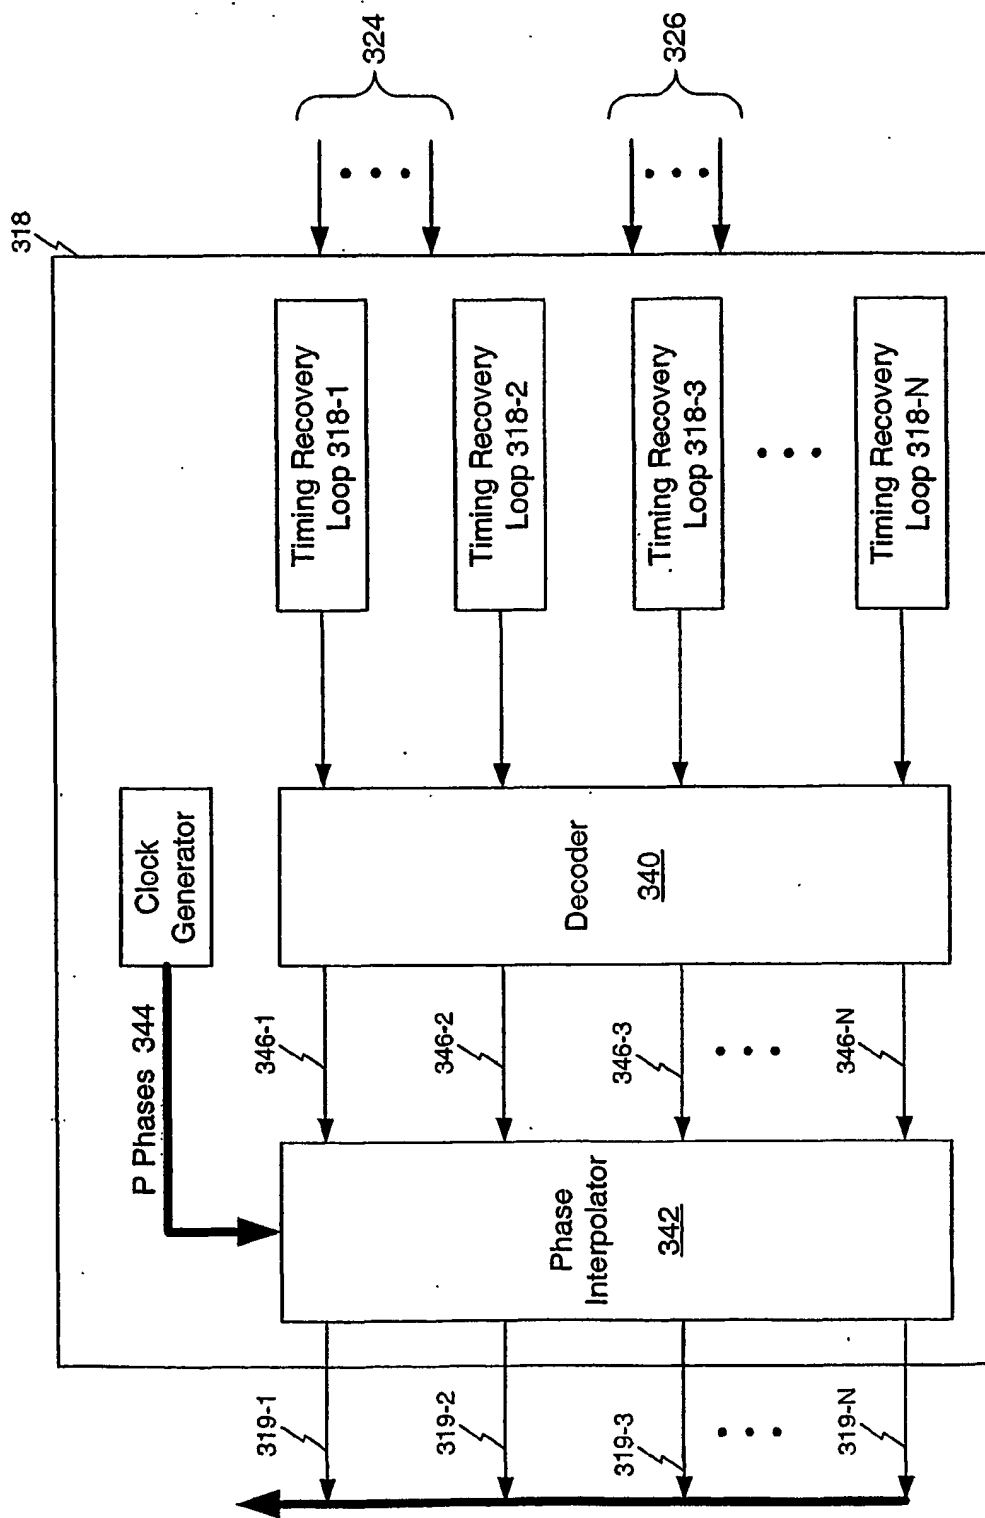 318
324
326
Timing Recovery
Loop 318-1
Timing Recovery
Loop 318-2
Timing Recovery
Loop 318-3
Timing Recovery
Loop 318-N
Clock
Generator
P Phases 344
Decoder
340
346-1
346-2
346-3
346-N
Phase
Interpolator
342
319-1
319-2
319-3
319-N